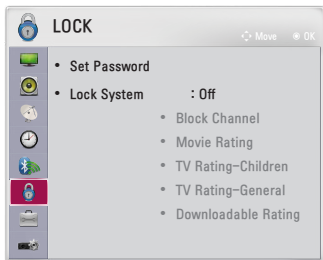 LOCK
Move OK
• Set Password
• Lock System : Off
• Block Channel
• Movie Rating
• TV Rating-Children
• TV Rating-General
• Downloadable Rating